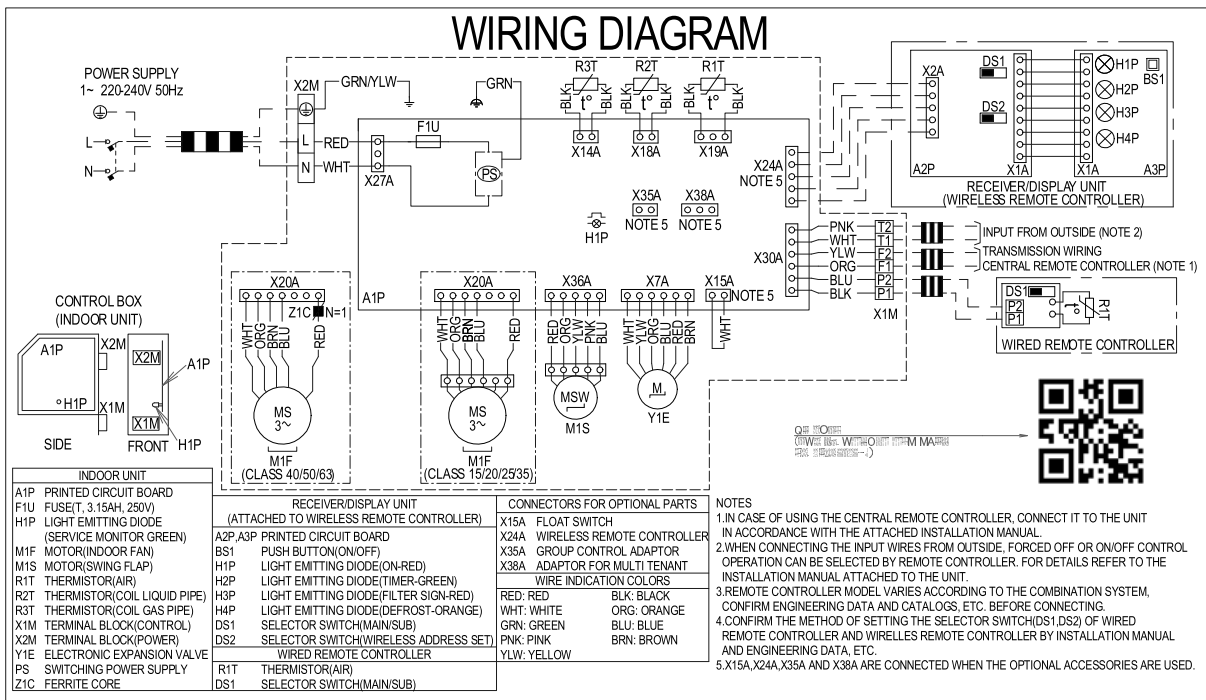 WIRING DIAGRAM
POWER SUPPLY
1~ 220-240V 50Hz
L
N
X2M
L
N
GRN/YLW
GRN
RED
WHT
F1U
X27A
PS
R3T
R2T
R1T
BLK
t°
BLK
BLK
t°
BLK
BLK
t°
BLK
X14A
X18A
X19A
X24A
NOTE 5
X35A
NOTE 5
X38A
NOTE 5
H1P
X30A
A1P
PNK
T2
WHT
T1
YLW
F2
ORG
F1
BLU
P2
BLK
P1
X1M
INPUT FROM OUTSIDE (NOTE 2)
TRANSMISSION WIRING
CENTRAL REMOTE CONTROLLER (NOTE 1)
X2A
DS1
DS2
A2P
X1A
X1A
A3P
H1P
H2P
H3P
H4P
BS1
RECEIVER/DISPLAY UNIT
(WIRELESS REMOTE CONTROLLER)
DS1
P2
P1
t°
R1T
WIRED REMOTE CONTROLLER
X20A
Z1C
N=1
WHT
ORG
BRN
BLU
RED
MS
3~
M1F
(CLASS 40/50/63)
X20A
WHT
ORG
BRN
BLU
RED
MS
3~
M1F
(CLASS 15/20/25/35)
X36A
RED
ORG
YLW
PNK
BLU
MSW
M1S
X7A
WHT
YLW
ORG
BLU
RED
BRN
M
Y1E
X15A
NOTE 5
WHT
CONTROL BOX
(INDOOR UNIT)
A1P
X2M
X2M
A1P
H1P
X1M
X1M
H1P
SIDE
FRONT
INDOOR UNIT
A1P PRINTED CIRCUIT BOARD
F1U FUSE(T, 3.15AH, 250V)
H1P LIGHT EMITTING DIODE
(SERVICE MONITOR GREEN)
M1F MOTOR(INDOOR FAN)
M1S MOTOR(SWING FLAP)
R1T THERMISTOR(AIR)
R2T THERMISTOR(COIL LIQUID PIPE)
R3T THERMISTOR(COIL GAS PIPE)
X1M TERMINAL BLOCK(CONTROL)
X2M TERMINAL BLOCK(POWER)
Y1E ELECTRONIC EXPANSION VALVE
PS SWITCHING POWER SUPPLY
Z1C FERRITE CORE
RECEIVER/DISPLAY UNIT
(ATTACHED TO WIRELESS REMOTE CONTROLLER)
A2P,A3P PRINTED CIRCUIT BOARD
BS1 PUSH BUTTON(ON/OFF)
H1P LIGHT EMITTING DIODE(ON-RED)
H2P LIGHT EMITTING DIODE(TIMER-GREEN)
H3P LIGHT EMITTING DIODE(FILTER SIGN-RED)
H4P LIGHT EMITTING DIODE(DEFROST-ORANGE)
DS1 SELECTOR SWITCH(MAIN/SUB)
DS2 SELECTOR SWITCH(WIRELESS ADDRESS SET)
WIRED REMOTE CONTROLLER
R1T THERMISTOR(AIR)
DS1 SELECTOR SWITCH(MAIN/SUB)
CONNECTORS FOR OPTIONAL PARTS
X15A FLOAT SWITCH
X24A WIRELESS REMOTE CONTROLLER
X35A GROUP CONTROL ADAPTOR
X38A ADAPTOR FOR MULTI TENANT
WIRE INDICATION COLORS
RED: RED BLK: BLACK
WHT: WHITE ORG: ORANGE
GRN: GREEN BLU: BLUE
PNK: PINK BRN: BROWN
YLW: YELLOW
NOTES
1.IN CASE OF USING THE CENTRAL REMOTE CONTROLLER, CONNECT IT TO THE UNIT
IN ACCORDANCE WITH THE ATTACHED INSTALLATION MANUAL.
2.WHEN CONNECTING THE INPUT WIRES FROM OUTSIDE, FORCED OFF OR ON/OFF CONTROL
OPERATION CAN BE SELECTED BY REMOTE CONTROLLER. FOR DETAILS REFER TO THE
INSTALLATION MANUAL ATTACHED TO THE UNIT.
3.REMOTE CONTROLLER MODEL VARIES ACCORDING TO THE COMBINATION SYSTEM,
CONFIRM ENGINEERING DATA AND CATALOGS, ETC. BEFORE CONNECTING.
4.CONFIRM THE METHOD OF SETTING THE SELECTOR SWITCH(DS1,DS2) OF WIRED
REMOTE CONTROLLER AND WIRELLES REMOTE CONTROLLER BY INSTALLATION MANUAL
AND ENGINEERING DATA, ETC.
5.X15A,X24A,X35A AND X38A ARE CONNECTED WHEN THE OPTIONAL ACCESSORIES ARE USED.